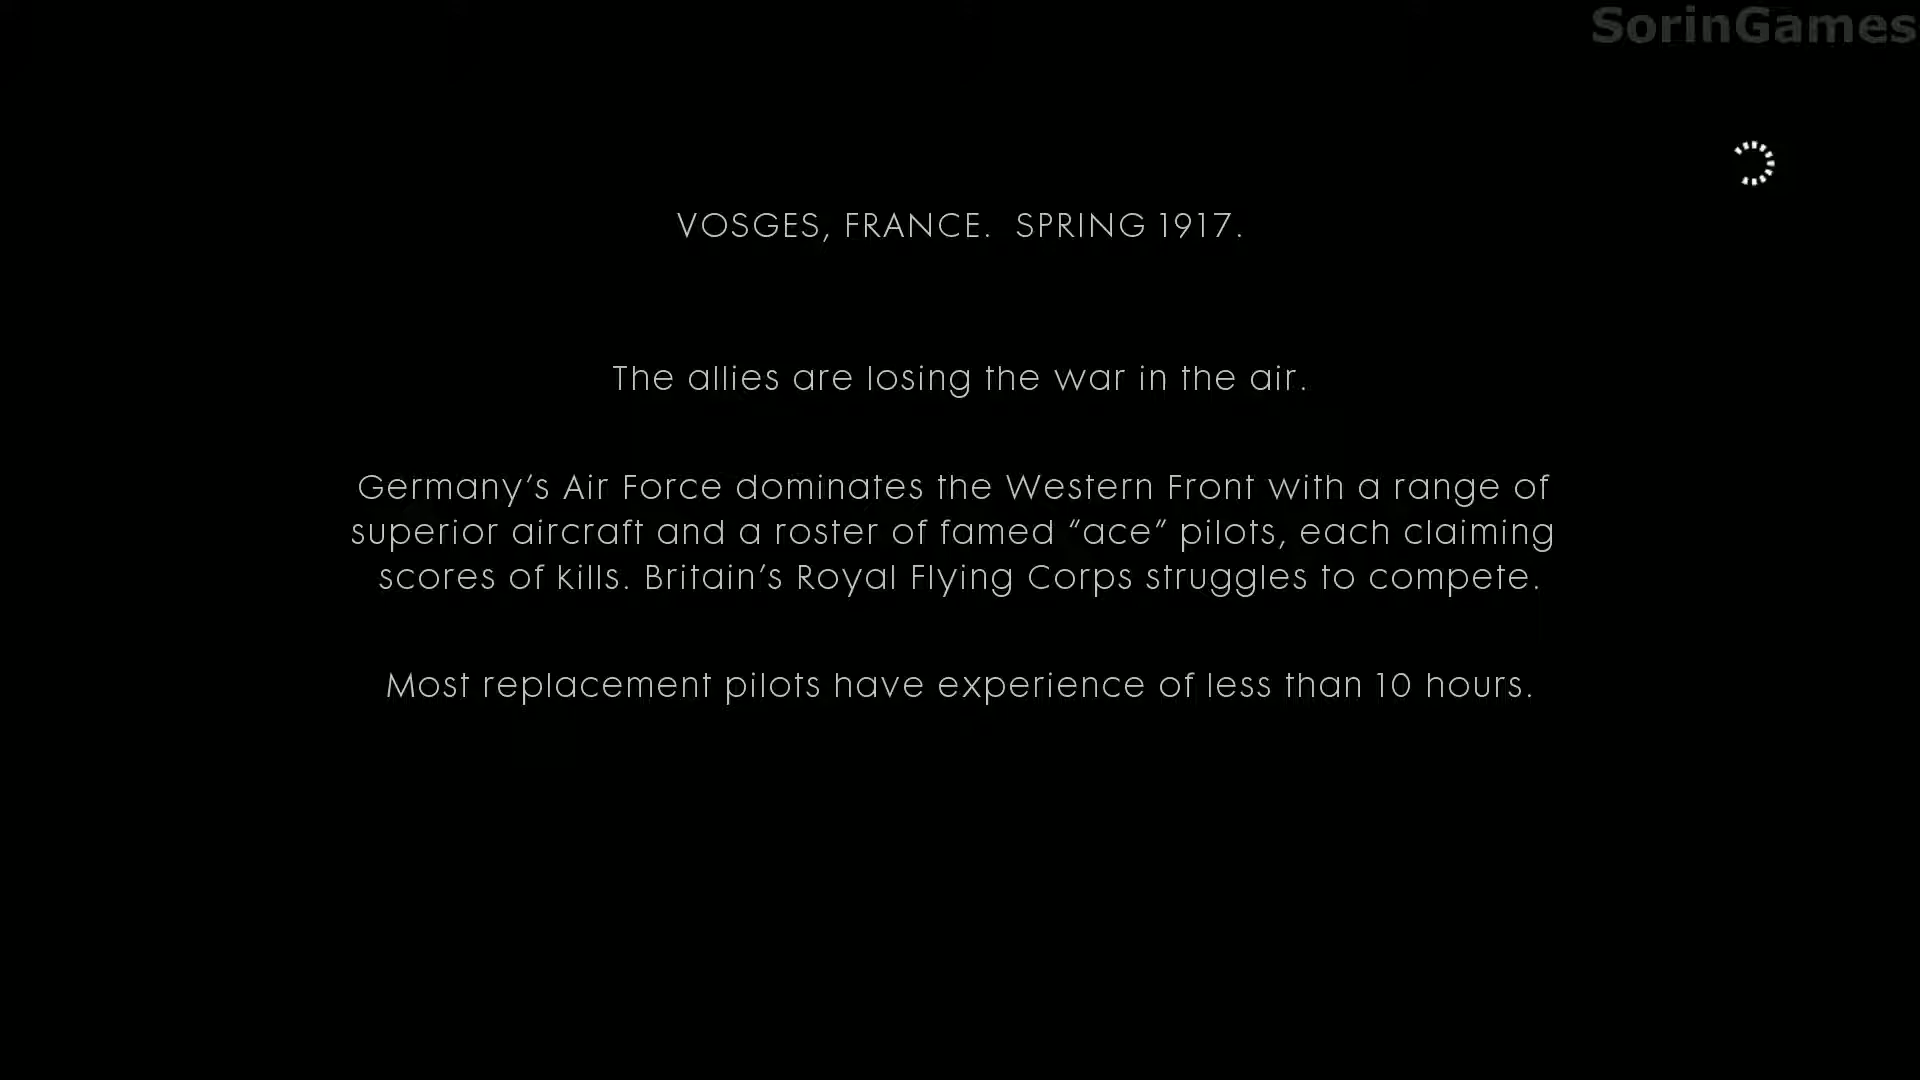 SorinGames
VOSGES, FRANCE. SPRING 1917.
The allies are losing the war in the air.
Germany’s Air Force dominates the Western Front with a range of
superior aircraft and a roster of famed “ace” pilots, each claiming
scores of kills. Britain’s Royal Flying Corps struggles to compete.
Most replacement pilots have experience of less than 10 hours.